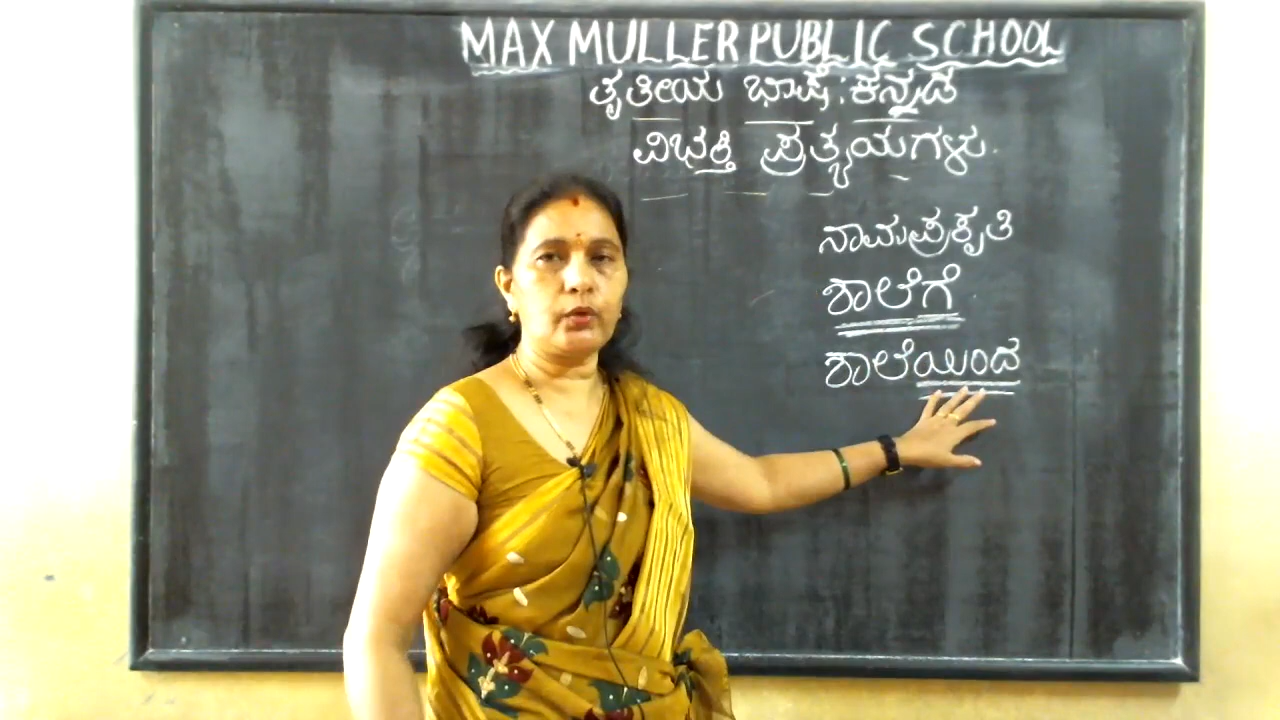 MAX MULLER PUBLIC SCHOOL
ತೃತೀಯ ಭಾಷೆ : ಕನ್ನಡ
ವಿಭಕ್ತಿ ಪ್ರತ್ಯಯಗಳು.
ನಾಮಪ್ರಕೃತಿ
ಶಾಲೆಗೆ
ಶಾಲೆಯಿಂದ